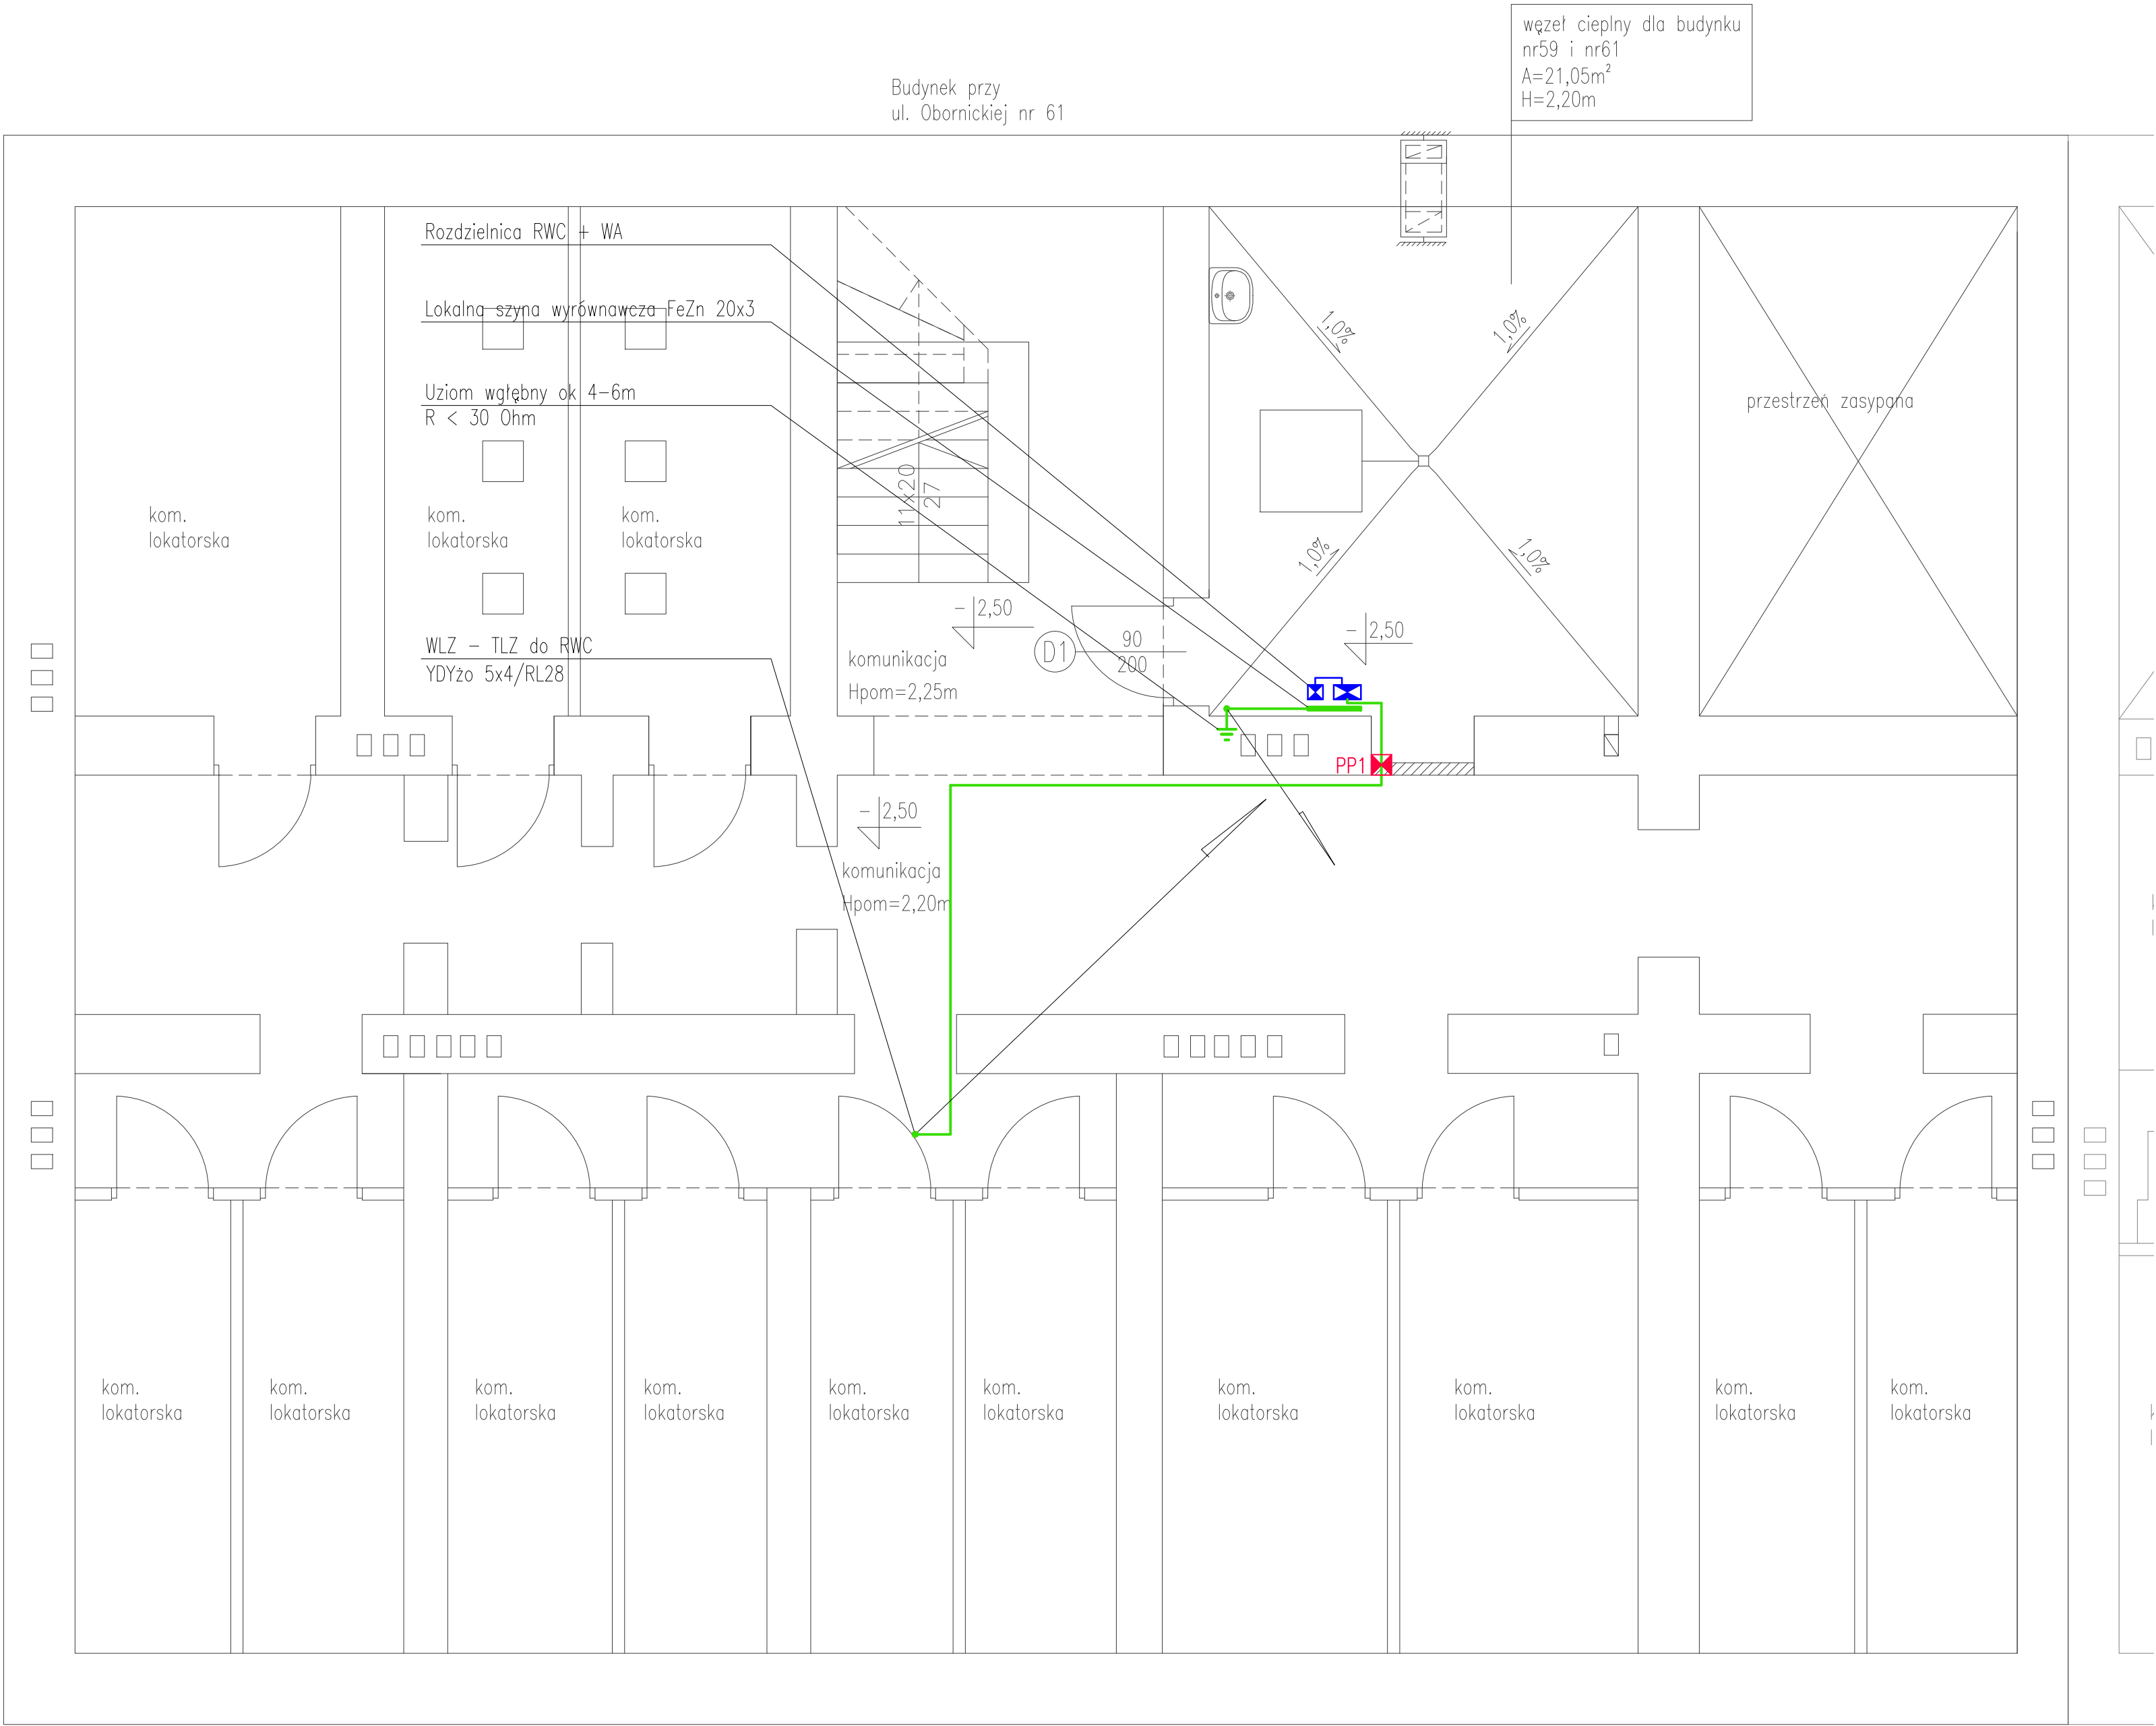 węzeł cieplny dla budynku
nr59 i nr61
A=21,05m²
H=2,20m
Budynek przy
ul. Obornickiej nr 61
Rozdzielnica RWC + WA
Lokalna szyna wyrównawcza FeZn 20x3
Uziom wgłębny ok 4-6m
R < 30 Ohm
1,0%
1,0%
przestrzeń zasypana
11x20
27
kom.
lokatorska
kom.
lokatorska
kom.
lokatorska
1,0%
1,0%
- 2,50
- 2,50
WLZ - TLZ do RWC
YDYżo 5x4/RL28
komunikacja
Hpom=2,25m
D1
90
200
PP1
- 2,50
komunikacja
Hpom=2,20m
kom.
lokatorska
kom.
lokatorska
kom.
lokatorska
kom.
lokatorska
kom.
lokatorska
kom.
lokatorska
kom.
lokatorska
kom.
lokatorska
kom.
lokatorska
kom.
lokatorska